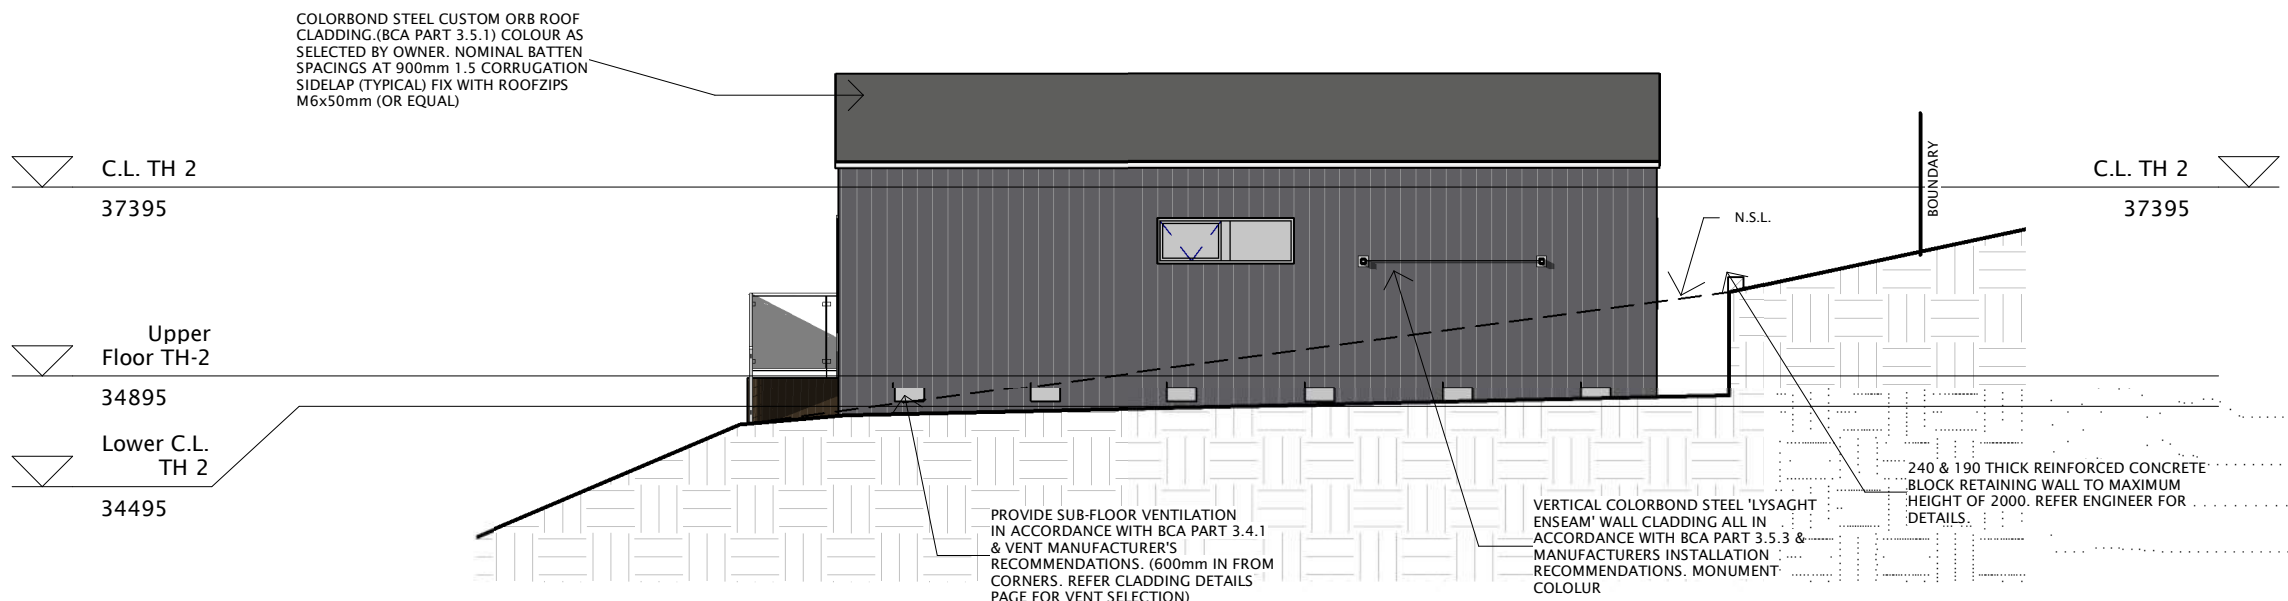 COLORBOND STEEL CUSTOM ORB ROOF
CLADDING.(BCA PART 3.5.1) COLOUR AS
SELECTED BY OWNER. NOMINAL BATTEN
SPACINGS AT 900mm 1.5 CORRUGATION
SIDELAP (TYPICAL) FIX WITH ROOFZIPS
M6x50mm (OR EQUAL)
C.L. TH 2
37395
C.L. TH 2
37395
BOUNDARY
N.S.L.
Upper
Floor TH-2
34895
Lower C.L.
TH 2
34495
PROVIDE SUB-FLOOR VENTILATION
IN ACCORDANCE WITH BCA PART 3.4.1
& VENT MANUFACTURER'S
RECOMMENDATIONS. (600mm IN FROM
CORNERS. REFER CLADDING DETAILS
PAGE FOR VENT SELECTION)
VERTICAL COLORBOND STEEL 'LYSAGHT
ENSEAM' WALL CLADDING ALL IN
ACCORDANCE WITH BCA PART 3.5.3 &
MANUFACTURERS INSTALLATION
RECOMMENDATIONS. MONUMENT
COLOLUR
240 & 190 THICK REINFORCED CONCRETE
BLOCK RETAINING WALL TO MAXIMUM
HEIGHT OF 2000. REFER ENGINEER FOR
DETAILS.